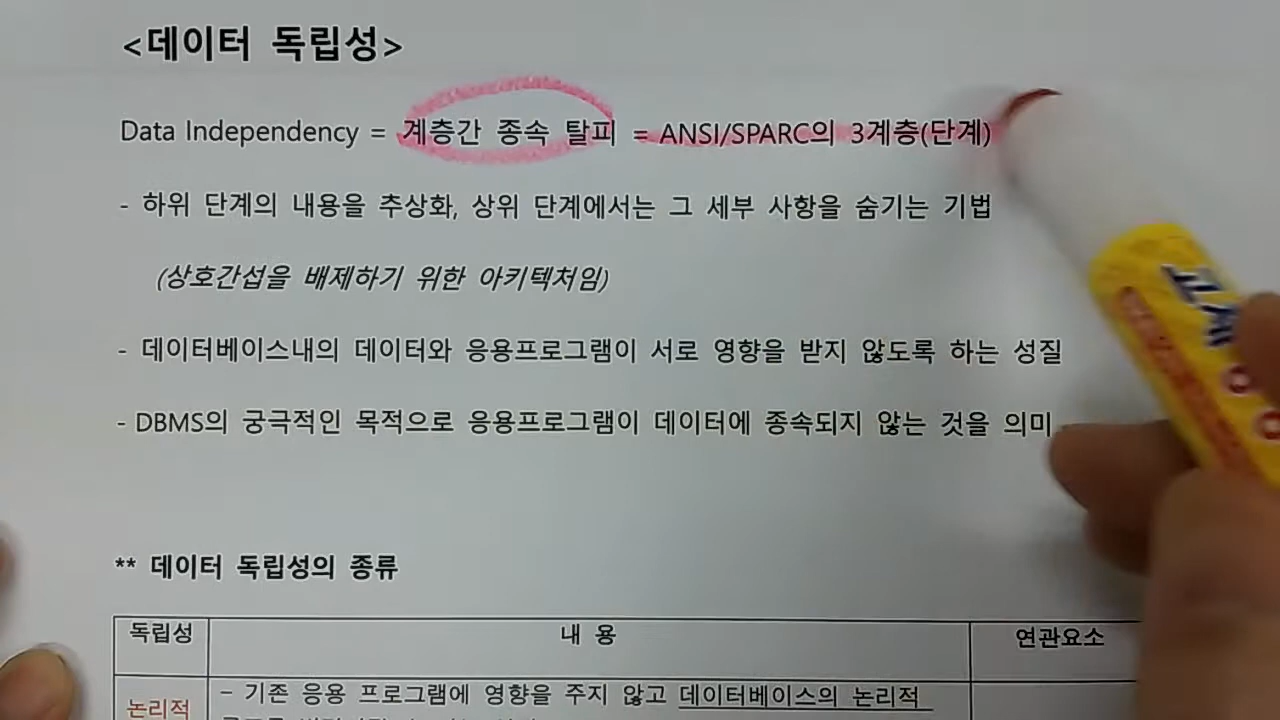 <데이터 독립성>
Data Independency = 계층간 종속 탈피 = ANSI/SPARC의 3계층(단계)
- 하위 단계의 내용을 추상화, 상위 단계에서는 그 세부 사항을 숨기는 기법
(상호간섭을 배제하기 위한 아키텍처임)
- 데이터베이스내의 데이터와 응용프로그램이 서로 영향을 받지 않도록 하는 성질
- DBMS의 궁극적인 목적으로 응용프로그램이 데이터에 종속되지 않는 것을 의미
** 데이터 독립성의 종류
독립성 내 용 연관요소
논리적 - 기존 응용 프로그램에 영향을 주지 않고 데이터베이스의 논리적